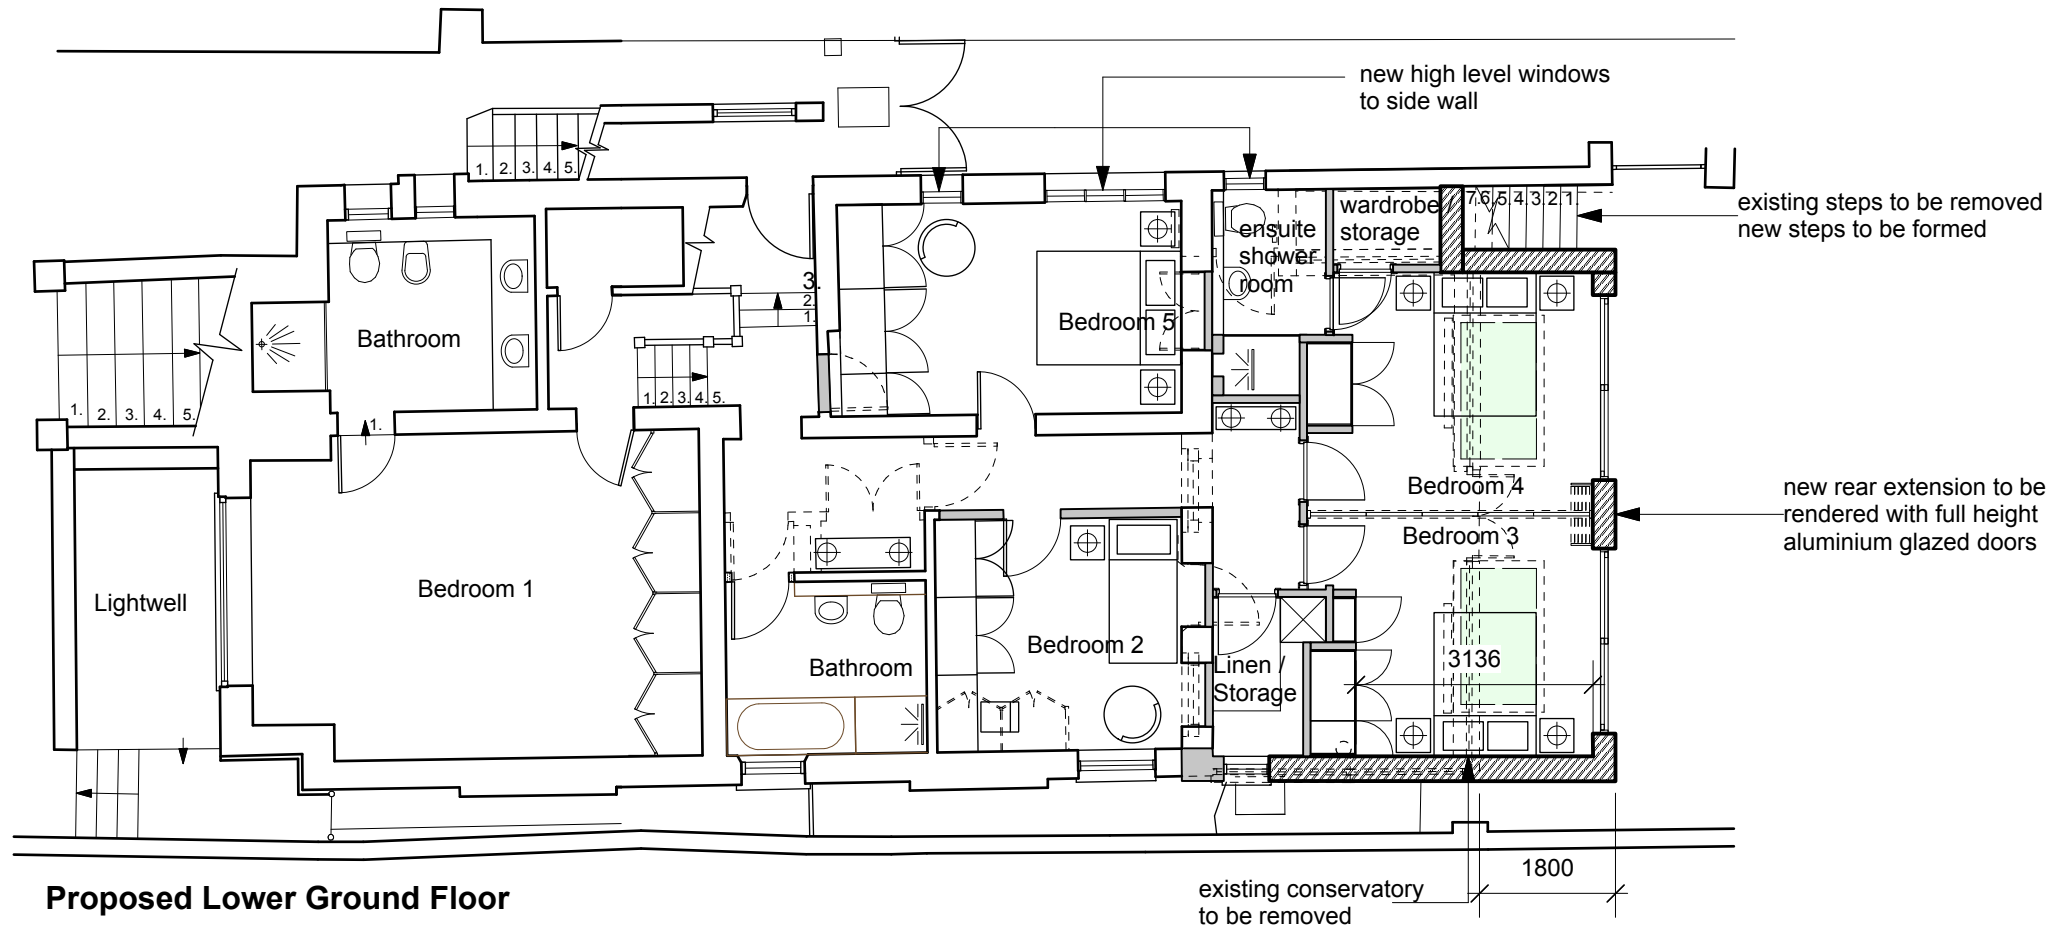 new high level windows
to side wall
1. 2. 3. 4. 5.
wardrobe
storage
7. 6. 5. 4. 3. 2. 1.
existing steps to be removed
new steps to be formed
ensuite
shower
room
3.
2.
1.
Bathroom
Bedroom 5
1. 2. 3. 4. 5.
1. 2. 3. 4. 5.
1.
Bedroom 4
Bedroom 3
new rear extension to be
rendered with full height
aluminium glazed doors
Bedroom 1
Lightwell
Bedroom 2
Bathroom
Linen /
Storage
3136
1800
existing conservatory
to be removed
Proposed Lower Ground Floor